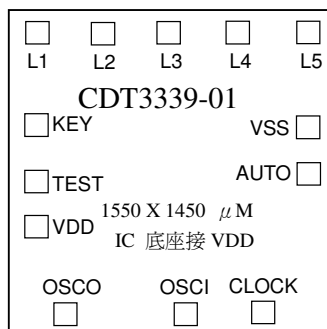 L1 L2 L3 L4 L5
CDT3339-01
KEY VSS
TEST AUTO
VDD
1550 X 1450 μM
IC 底座接 VDD
OSCO OSCI CLOCK